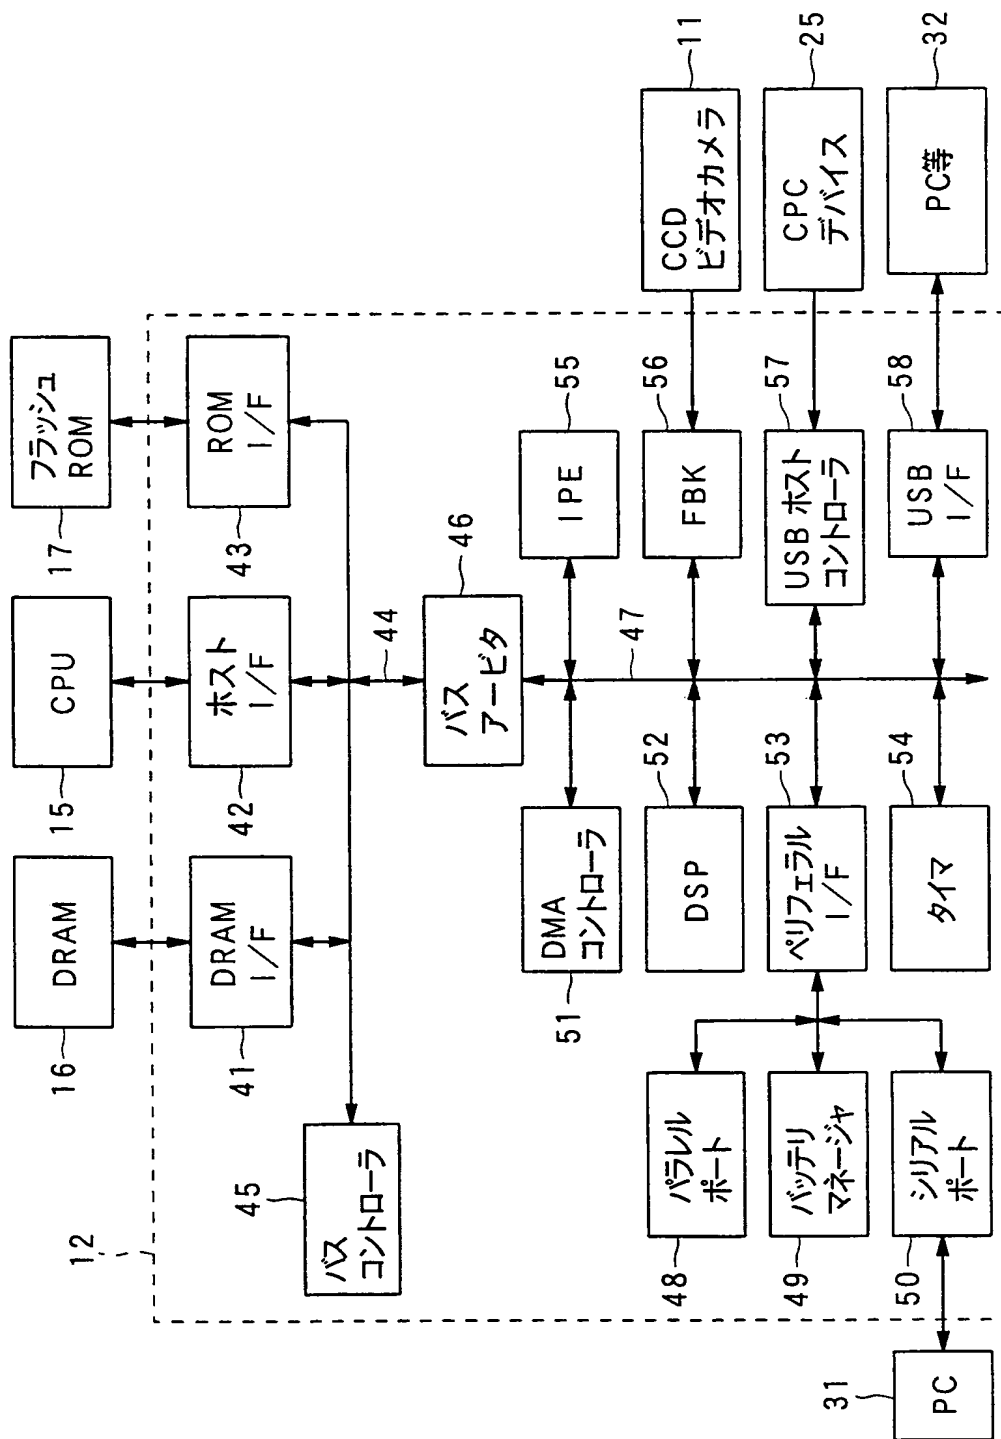 16
DRAM
15
CPU
17
フラッシュ
ROM
12
41
DRAM
I/F
42
ホスト
I/F
43
ROM
I/F
45
バス
コントローラ
44
46
バス
アービタ
51
DMA
コントローラ
55
IPE
52
DSP
47
56
FBK
11
CCD
ビデオカメラ
48
パラレル
ポート
53
ペリフェラル
I/F
57
USBホスト
コントローラ
25
CPC
デバイス
49
バッテリ
マネージャ
54
タイマ
58
USB
I/F
32
PC等
50
シリアル
ポート
31
PC